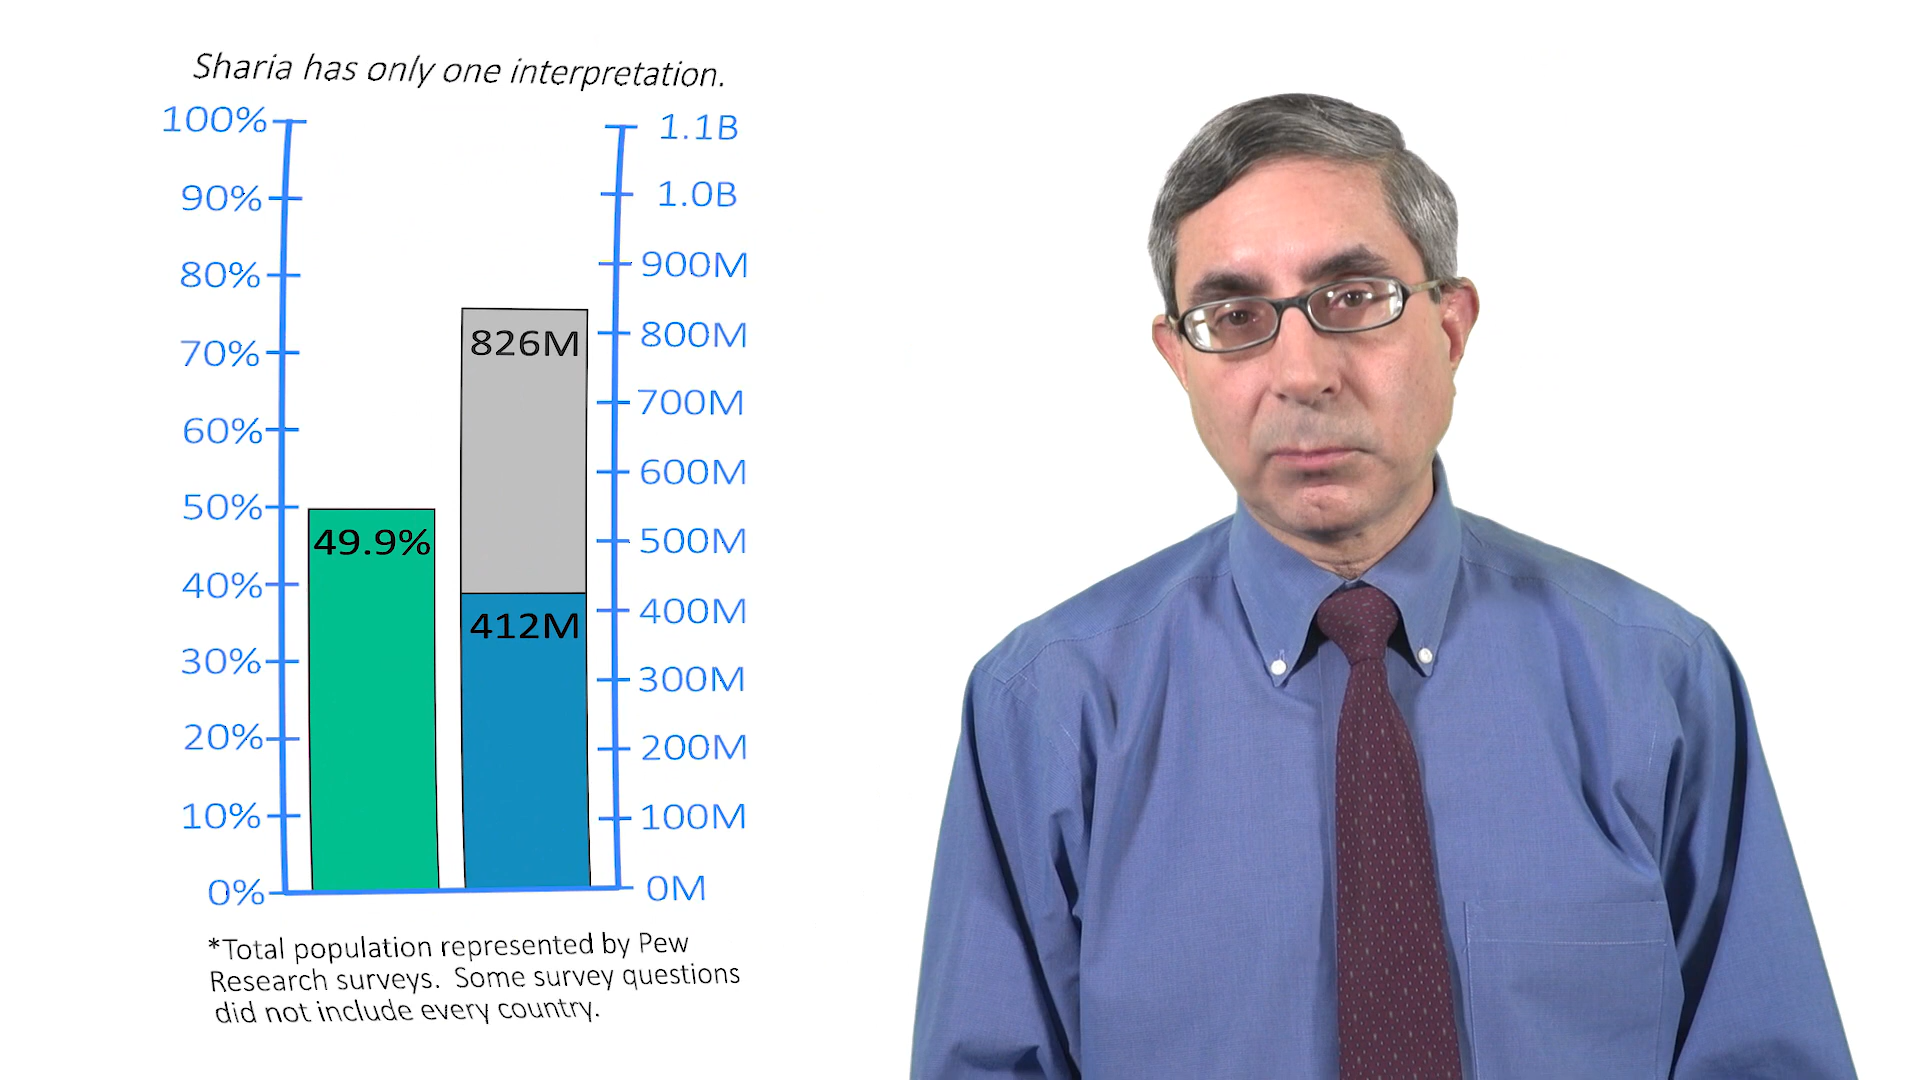 Sharia has only one interpretation.
100%
90%
80%
70%
60%
50%
40%
30%
20%
10%
0%
49.9%
826M
412M
1.1B
1.0B
900M
800M
700M
600M
500M
400M
300M
200M
100M
0M
*Total population represented by Pew
Research surveys. Some survey questions
did not include every country.